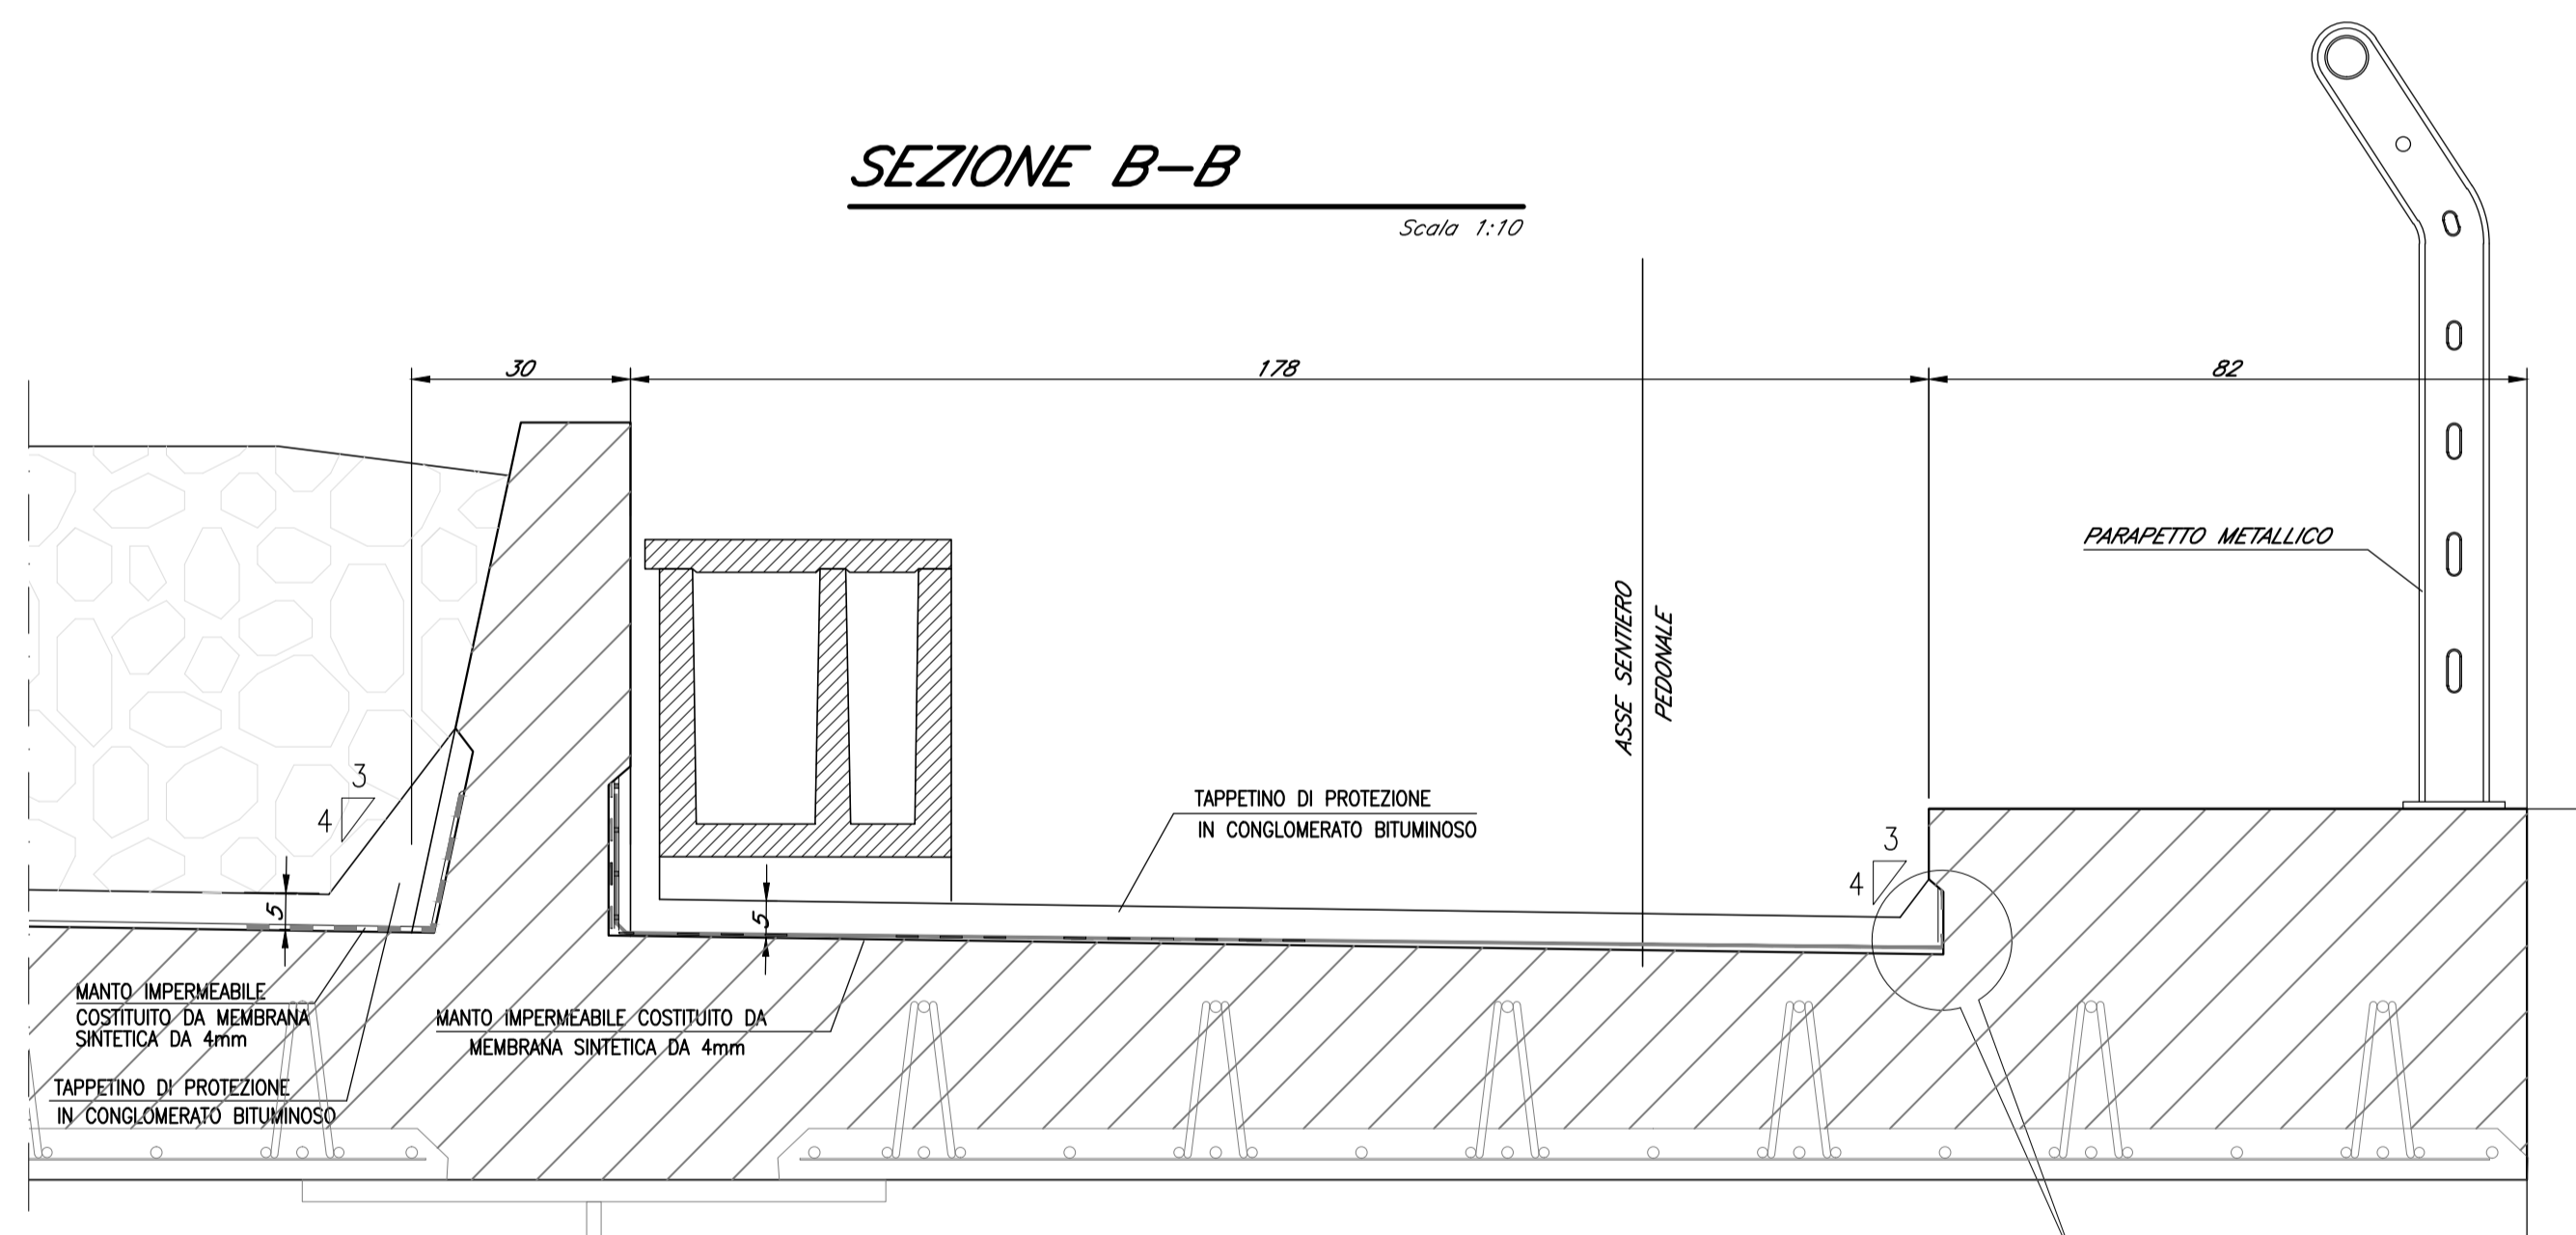 SEZIONE B-B
Scala 1:10
30
178
82
PARAPETTO METALLICO
ASSE SENTIERO
PEDONALE
3
4
TAPPETINO DI PROTEZIONE
IN CONGLOMERATO BITUMINOSO
3
4
5
5
MANTO IMPERMEABILE
COSTITUITO DA MEMBRANA
SINTETICA DA 4mm
MANTO IMPERMEABILE COSTITUITO DA
MEMBRANA SINTETICA DA 4mm
TAPPETINO DI PROTEZIONE
IN CONGLOMERATO BITUMINOSO